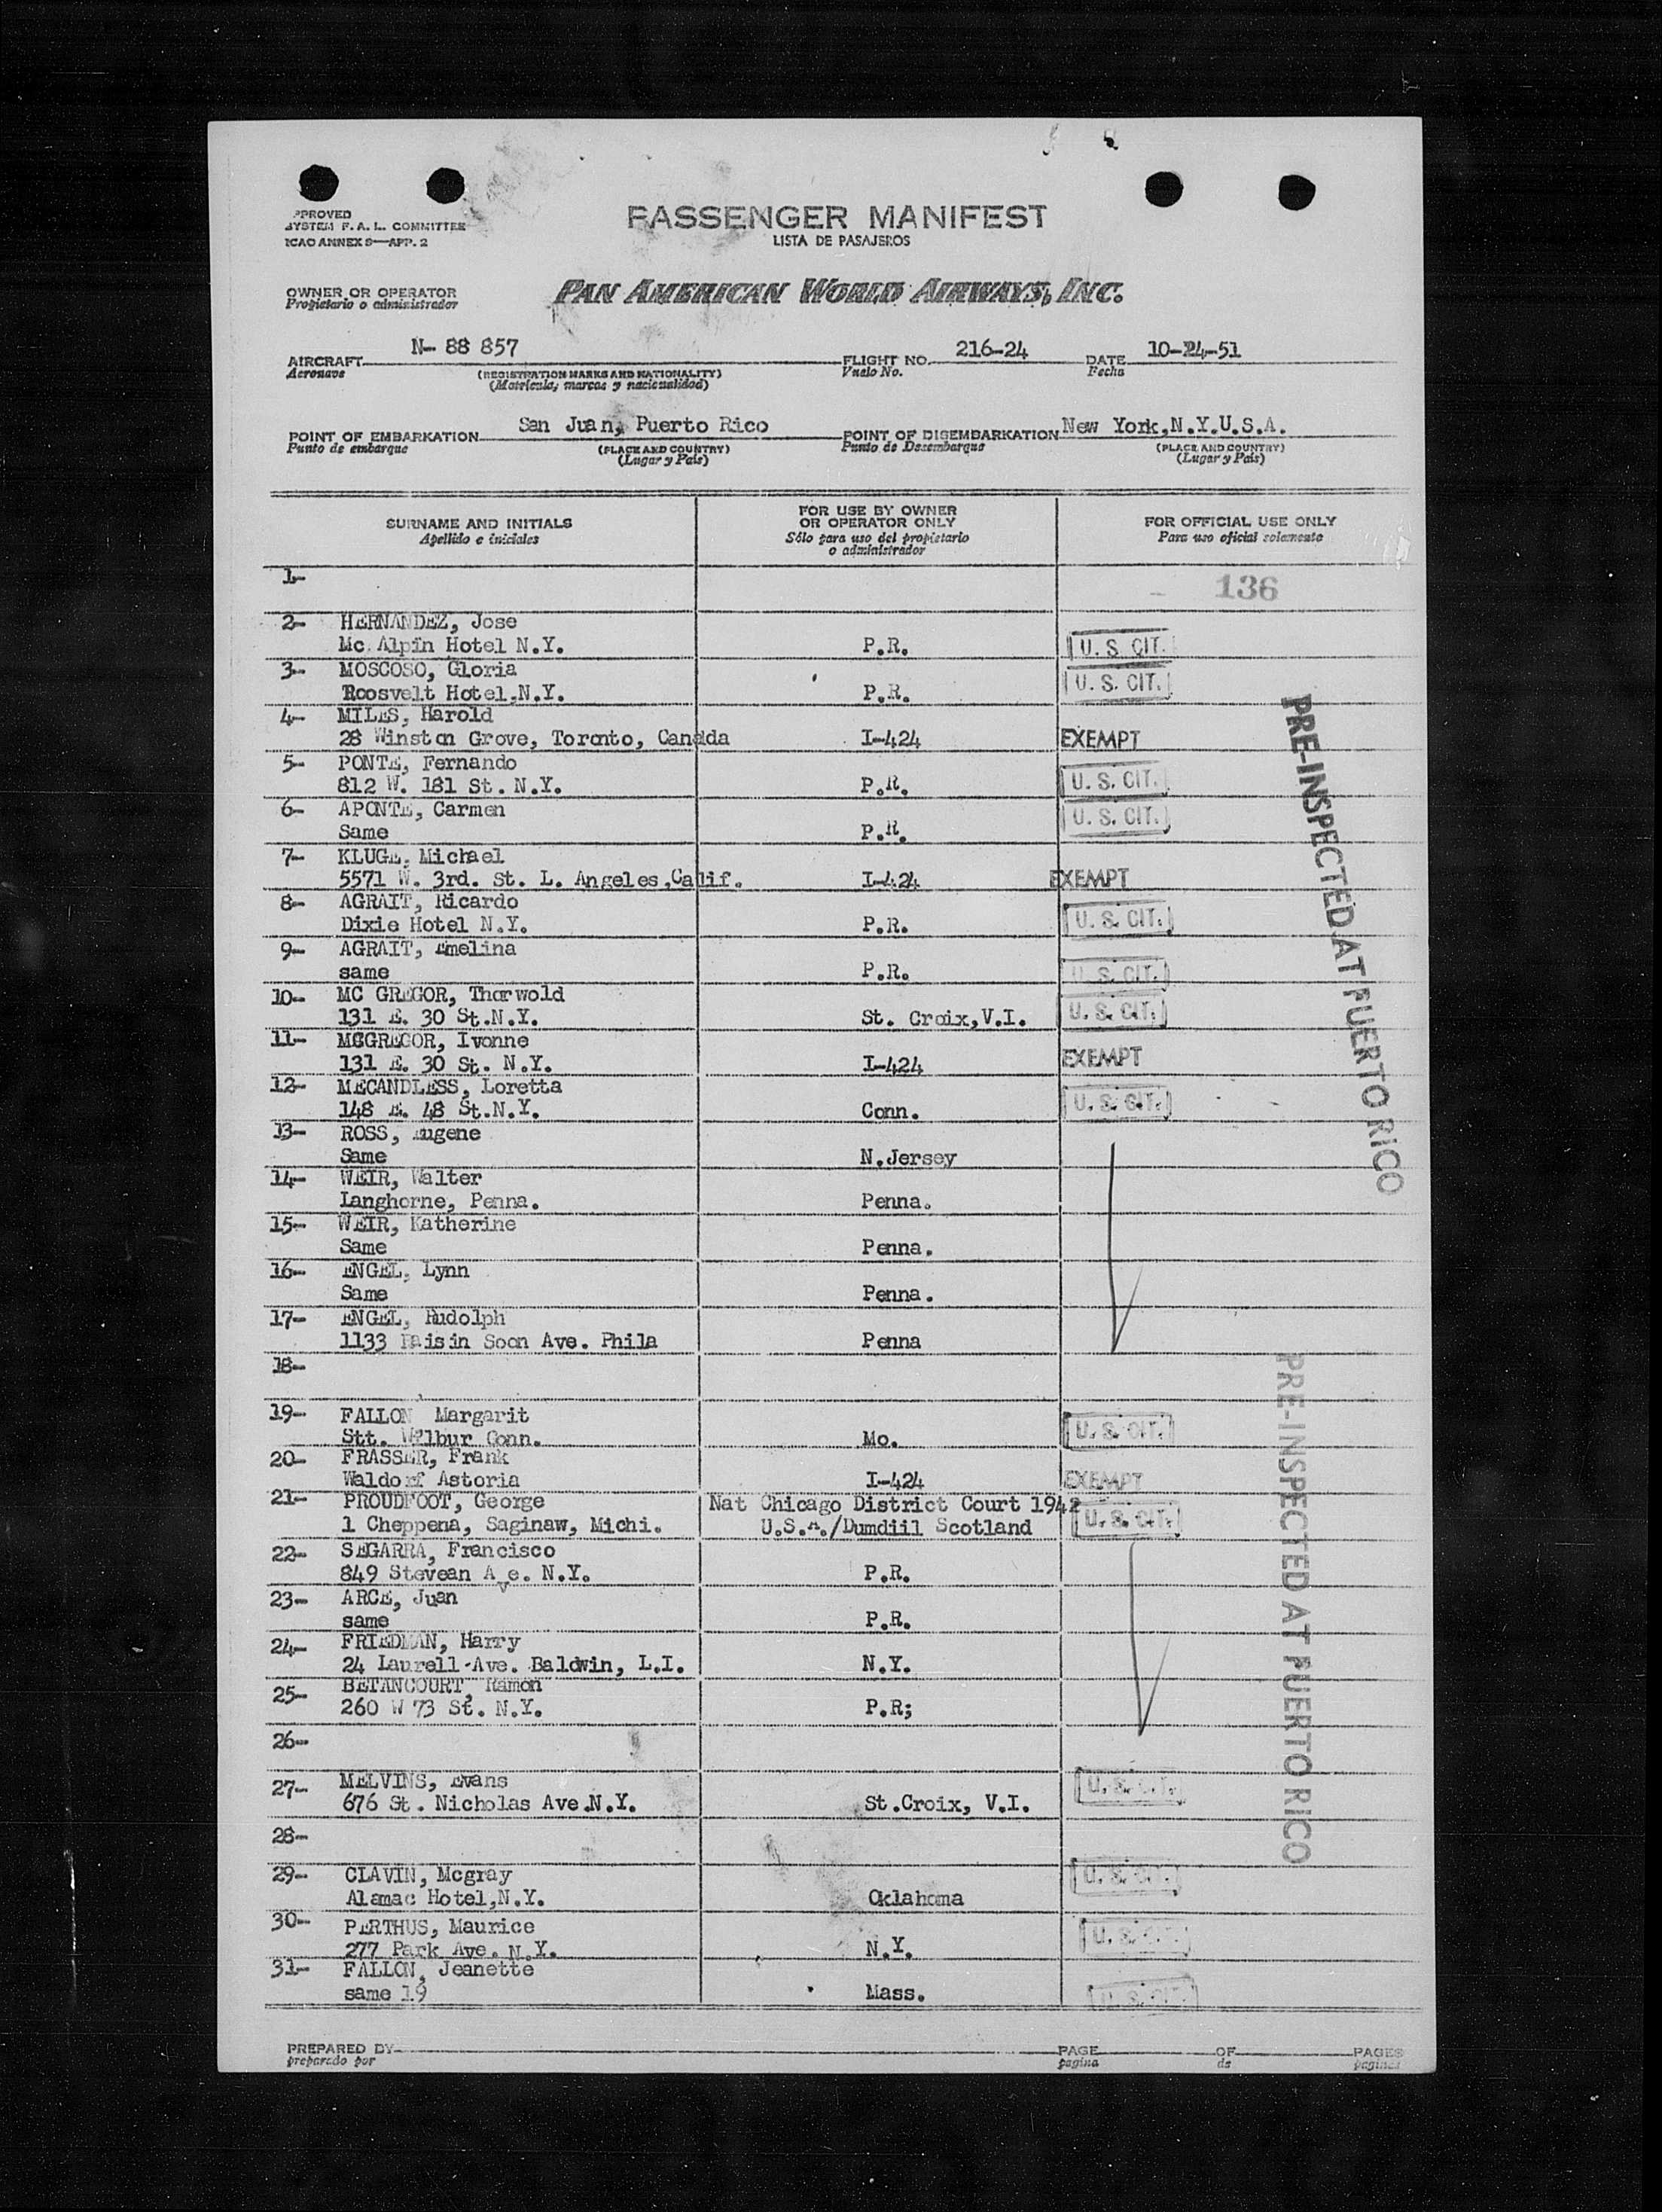 APPROVED
SYSTEM F. A. L. COMMITTEE
ICAO ANNEX 9—APP. 2
PASSENGER MANIFEST
LISTA DE PASAJEROS
OWNER OR OPERATOR
Propietario o administrador
PAN AMERICAN WORLD AIRWAYS, INC.
AIRCRAFT N- 88 857 FLIGHT NO. 216-24 DATE 10-24-51
Aeronave (REGISTRATION MARKS AND NATIONALITY) Vuelo No. Fecha
(Matrícula, marcas y nacionalidad)
POINT OF EMBARKATION San Juan, Puerto Rico POINT OF DISEMBARKATION New York,N.Y.U.S.A.
Punto de embarque (PLACE AND COUNTRY) Punto de Desembarque (PLACE AND COUNTRY)
(Lugar y País) (Lugar y País)
SURNAME AND INITIALS FOR USE BY OWNER OR OPERATOR ONLY FOR OFFICIAL USE ONLY
Apellido e iniciales Sólo para uso del propietario o administrador Para uso oficial solamente
1- 136
2- HERNANDEZ, Jose
Mc Alpin Hotel N.Y. P.R. U. S. CIT.
3- MOSCOSO, Gloria
Roosvelt Hotel,N.Y. P.R. U. S. CIT.
4- MILES, Harold
28 Winston Grove, Toronto, Canada I-424 EXEMPT
5- PONTE, Fernando
812 W. 181 St. N.Y. P.R. U. S. CIT.
6- APONTE, Carmen
Same P.R. U. S. CIT.
7- KLUGE, Michael
5571 W. 3rd. St. L. Angeles,Calif. I-424 EXEMPT
8- AGRAIT, Ricardo
Dixie Hotel N.Y. P.R. U. S. CIT.
9- AGRAIT, Emelina
same P.R. U. S. CIT.
10- MC GREGOR, Thorwold
131 E. 30 St.N.Y. St. Croix,V.I. U. S. CIT.
11- MCGREGOR, Ivonne
131 E. 30 St. N.Y. I-424 EXEMPT
12- MECANDLESS, Loretta
148 E. 48 St.N.Y. Conn. U. S. CIT.
13- ROSS, Eugene
Same N.Jersey
14- WEIR, Walter
Langhorne, Penna. Penna.
15- WEIR, Katherine
Same Penna.
16- ENGEL, Lynn
Same Penna.
17- ENGEL, Rudolph
1133 Raisin Soon Ave. Phila Penna
18-
19- FALLON Margarit
Stt. Wilbur Conn. Mo. U. S. CIT.
20- FRASSER, Frank
Waldorf Astoria I-424 EXEMPT
21- PROUDFOOT, George Nat Chicago District Court 1942
1 Cheppena, Saginaw, Michi. U.S.A./Dumdiil Scotland U. S. CIT.
22- SEGARRA, Francisco
849 Stevean Ave. N.Y. P.R.
23- ARCE, Juan
same P.R.
24- FRIEDMAN, Harry
24 Laurell Ave. Baldwin, L.I. N.Y.
25- BETANCOURT, Ramon
260 W 73 St. N.Y. P.R;
26-
27- MELVINS, Evans U. S. CIT.
676 St. Nicholas Ave.N.Y. St.Croix, V.I.
28-
29- CLAVIN, Mcgray U. S. CIT.
Alamac Hotel,N.Y. Oklahoma
30- PERTHUS, Maurice U. S. CIT.
277 Park Ave. N.Y. N.Y.
31- FALLON, Jeanette
same 19 Mass. U. S. CIT.
PRE-INSPECTED AT PUERTO RICO
PRE-INSPECTED AT PUERTO RICO
PREPARED BY PAGE OF PAGES
preparado por pagina de paginas